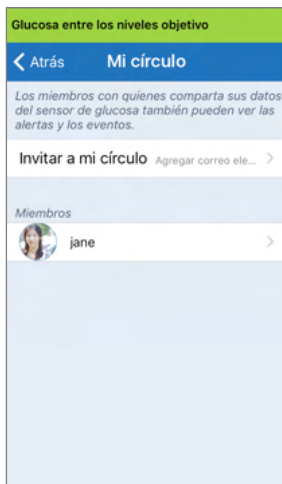 Glucosa entre los niveles objetivo
Atrás Mi círculo
Los miembros con quienes comparta sus datos
del sensor de glucosa también pueden ver las
alertas y los eventos.
Invitar a mi círculo Agregar correo ele...
Miembros
jane